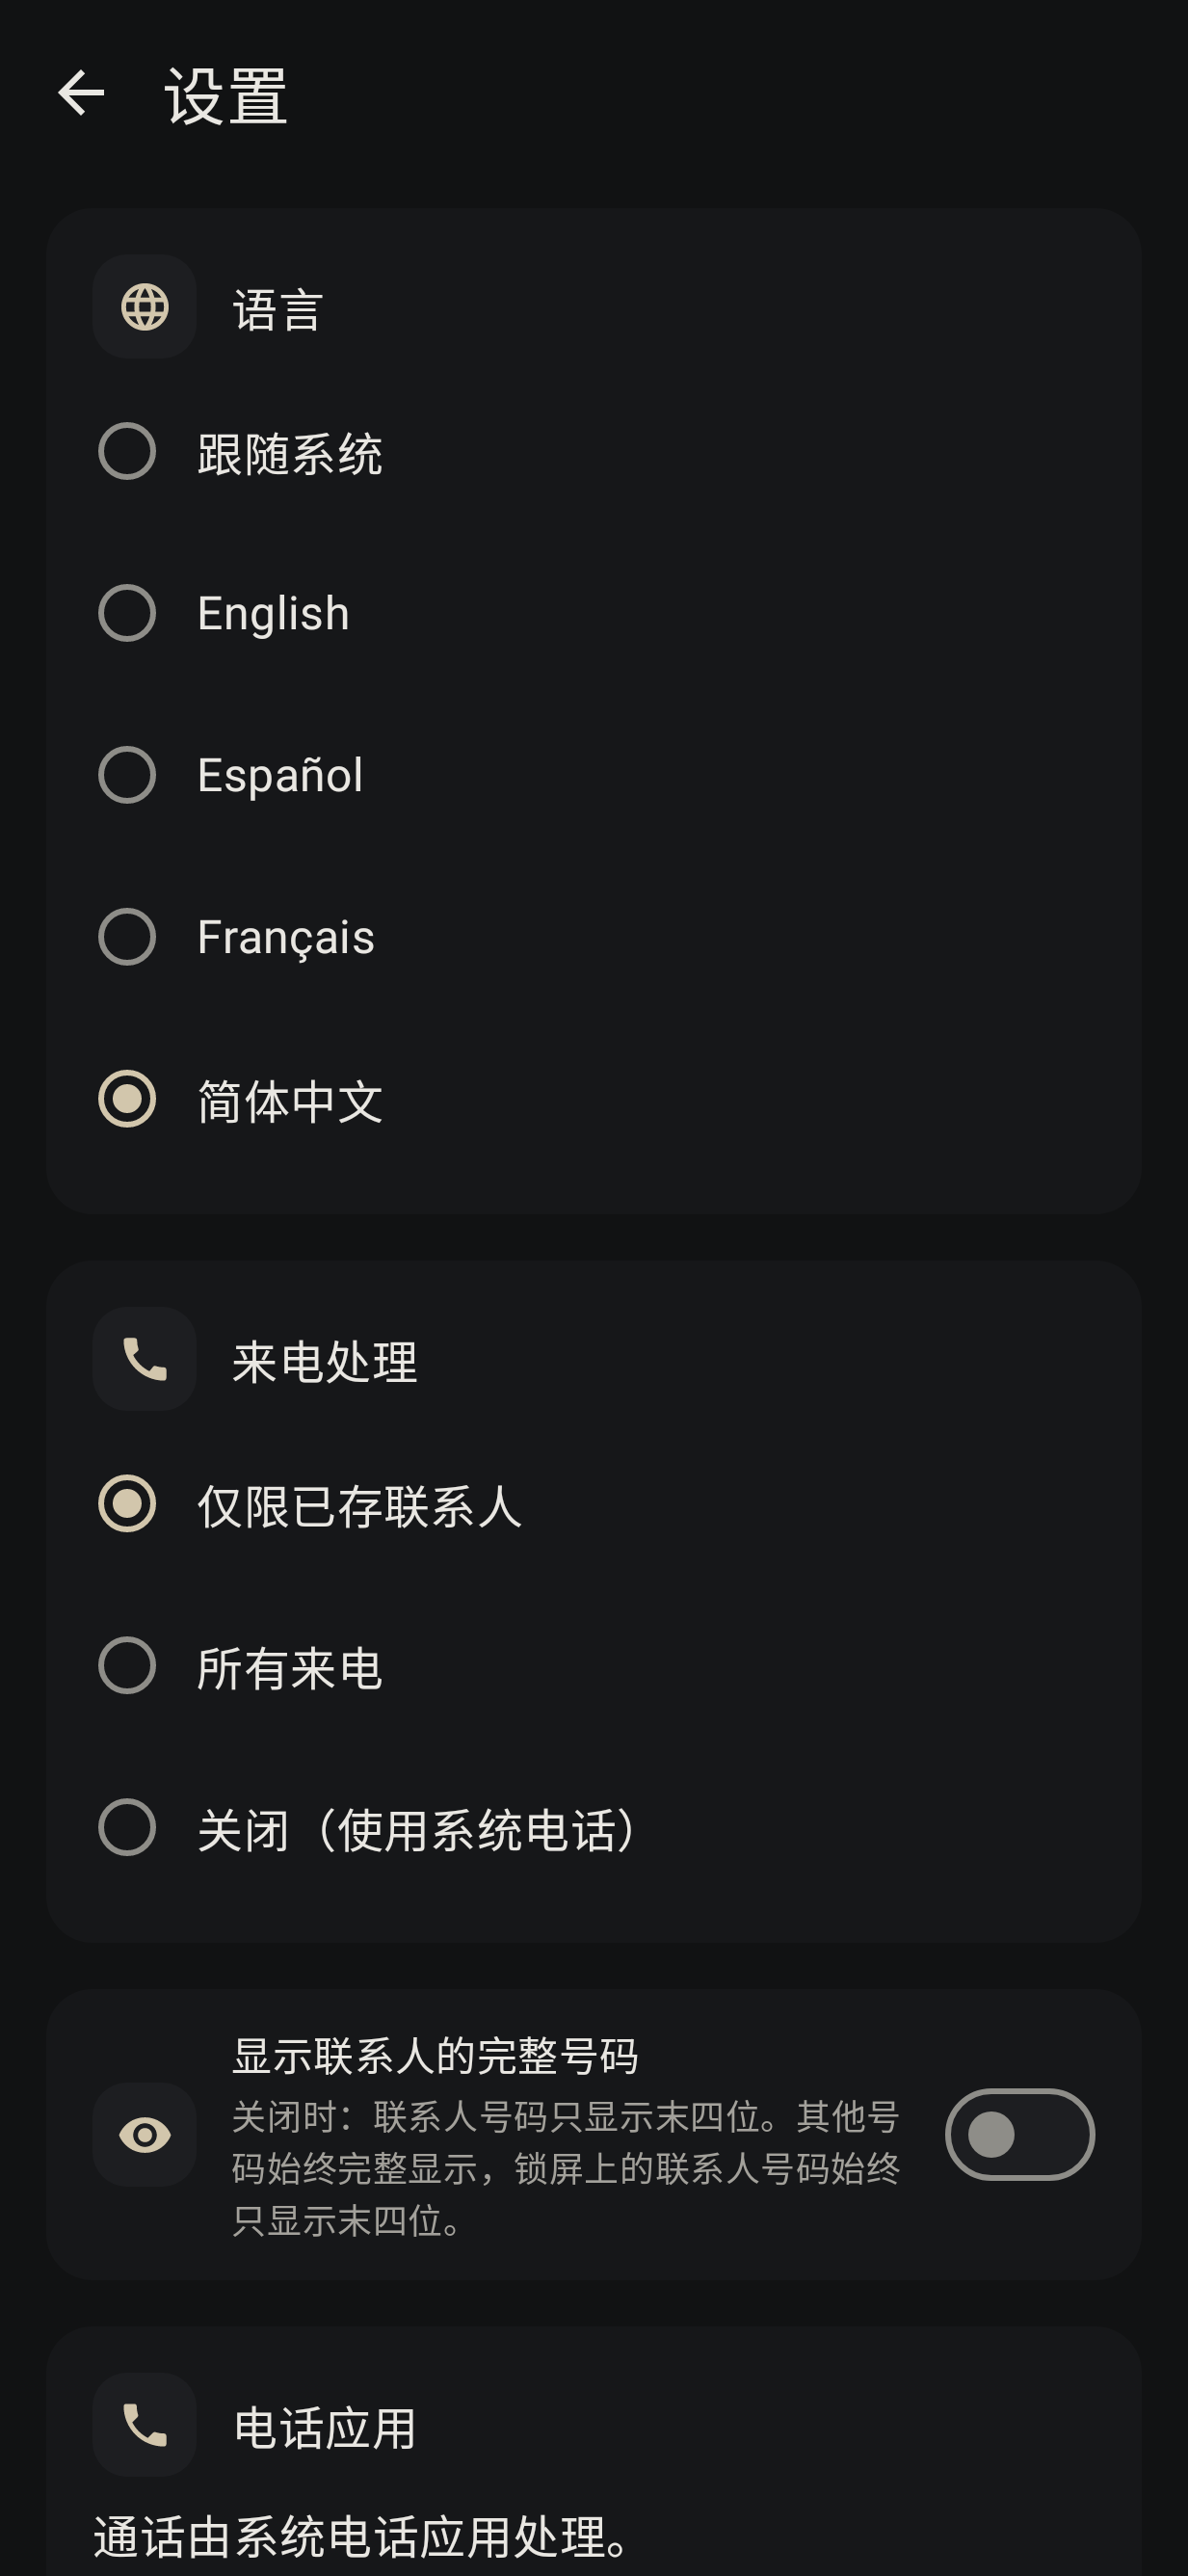 设置
语言
跟随系统
English
Español
Français
简体中文
来电处理
仅限已存联系人
所有来电
关闭（使用系统电话）
显示联系人的完整号码
关闭时：联系人号码只显示末四位。其他号
码始终完整显示，锁屏上的联系人号码始终
只显示末四位。
电话应用
通话由系统电话应用处理。